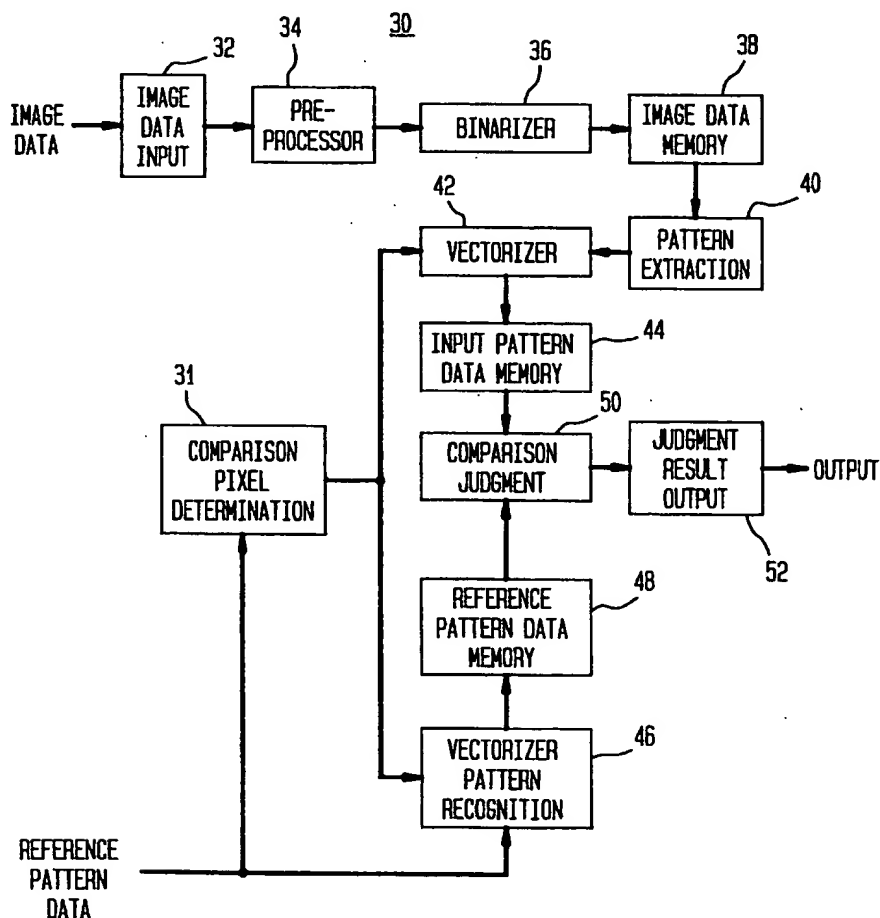 30
32
34
36
38
IMAGE
DATA
IMAGE
DATA
INPUT
PRE-
PROCESSOR
BINARIZER
IMAGE DATA
MEMORY
42
40
VECTORIZER
PATTERN
EXTRACTION
INPUT PATTERN
DATA MEMORY
44
31
COMPARISON
PIXEL
DETERMINATION
50
COMPARISON
JUDGMENT
JUDGMENT
RESULT
OUTPUT
OUTPUT
52
REFERENCE
PATTERN DATA
MEMORY
48
VECTORIZER
PATTERN
RECOGNITION
46
REFERENCE
PATTERN
DATA